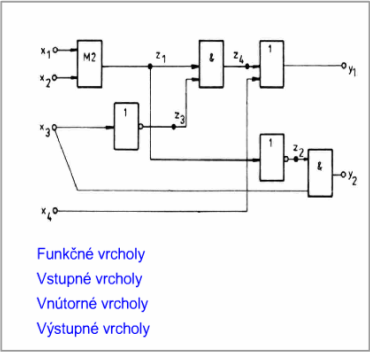 x1
M2
z1
&
z4
1
y1
x2
x3
1
z3
1
z2
&
y2
x4
Funkčné vrcholy
Vstupné vrcholy
Vnútorné vrcholy
Výstupné vrcholy